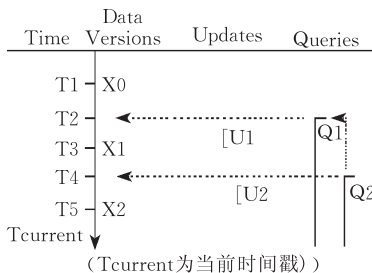 Time Data Versions Updates Queries
T1 X0
T2
[U1 Q1
T3 X1
T4
[U2 Q2
T5 X2
Tcurrent
（Tcurrent为当前时间戳)）